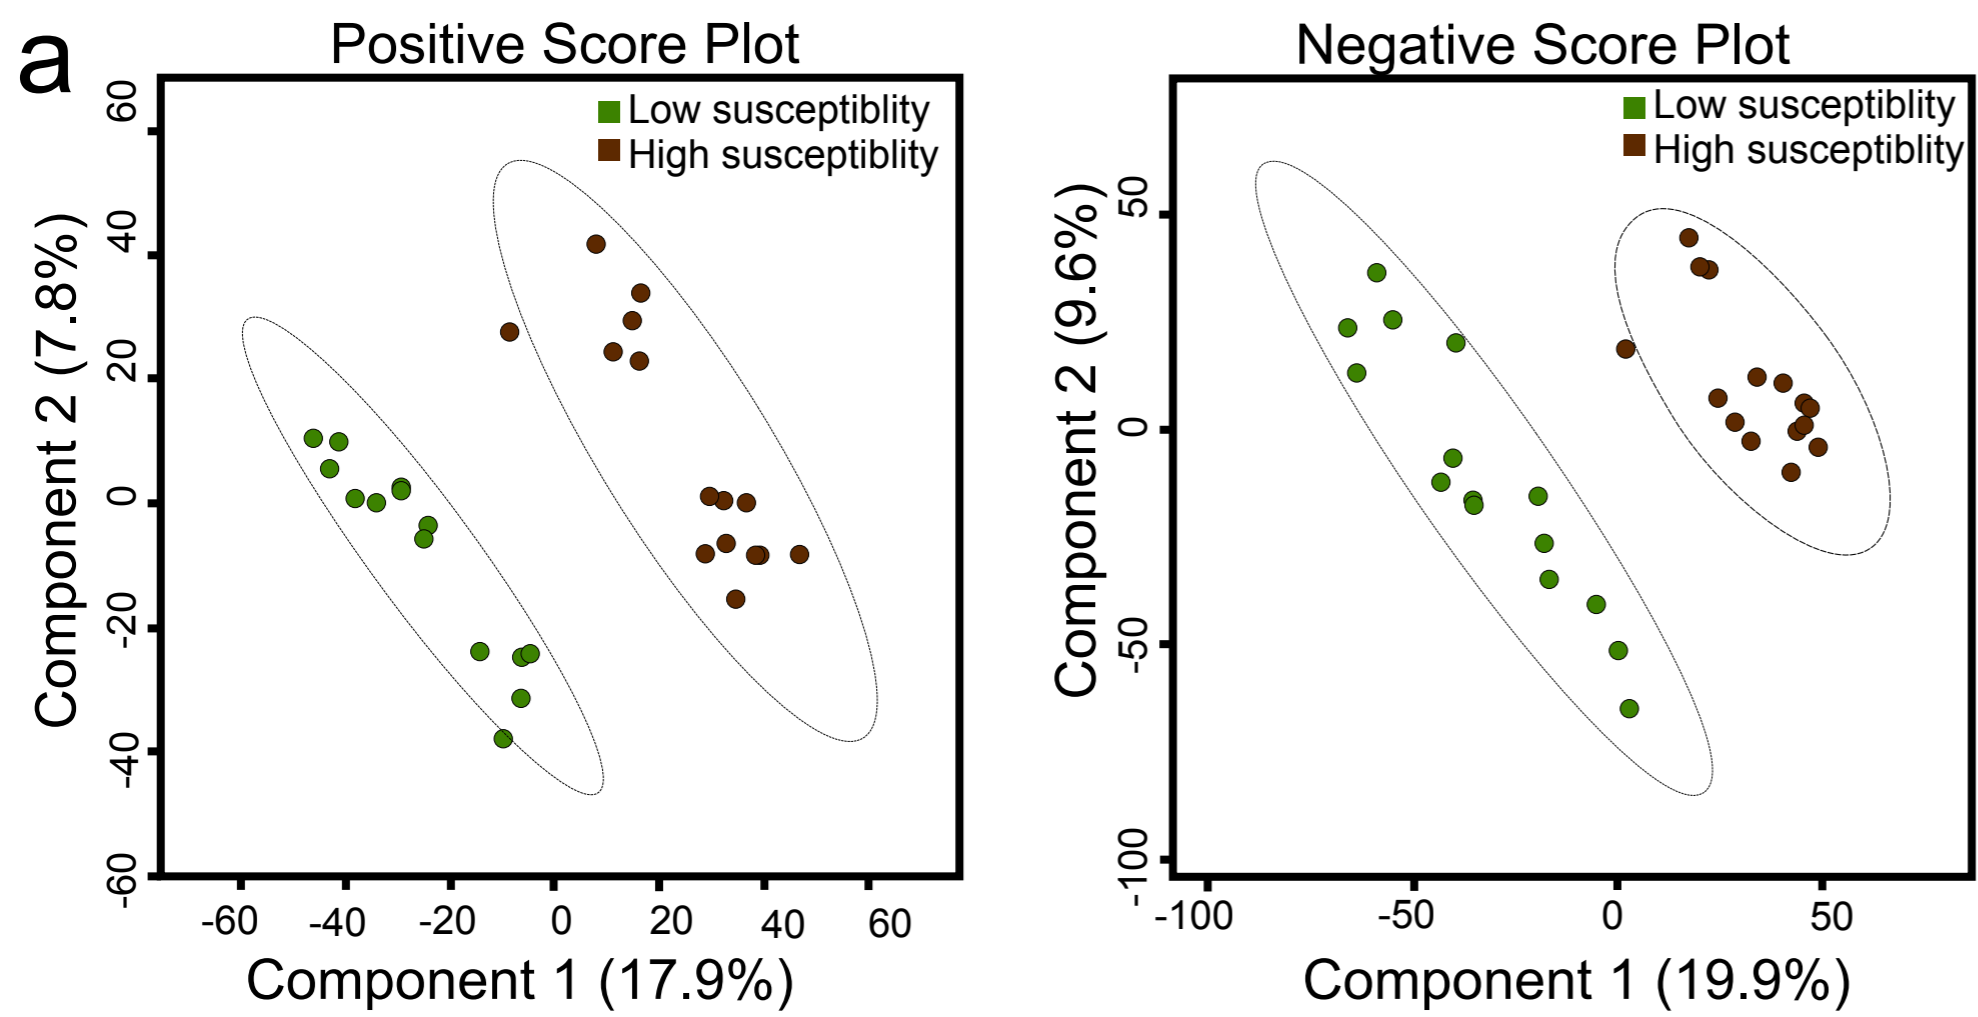 a
Positive Score Plot
Low susceptiblity
High susceptiblity
60
40
20
0
-20
-40
-60
Component 2 (7.8%)
-60 -40 -20 0 20 40 60
Component 1 (17.9%)
Negative Score Plot
Low susceptiblity
High susceptiblity
50
0
-50
-100
Component 2 (9.6%)
-100 -50 0 50
Component 1 (19.9%)